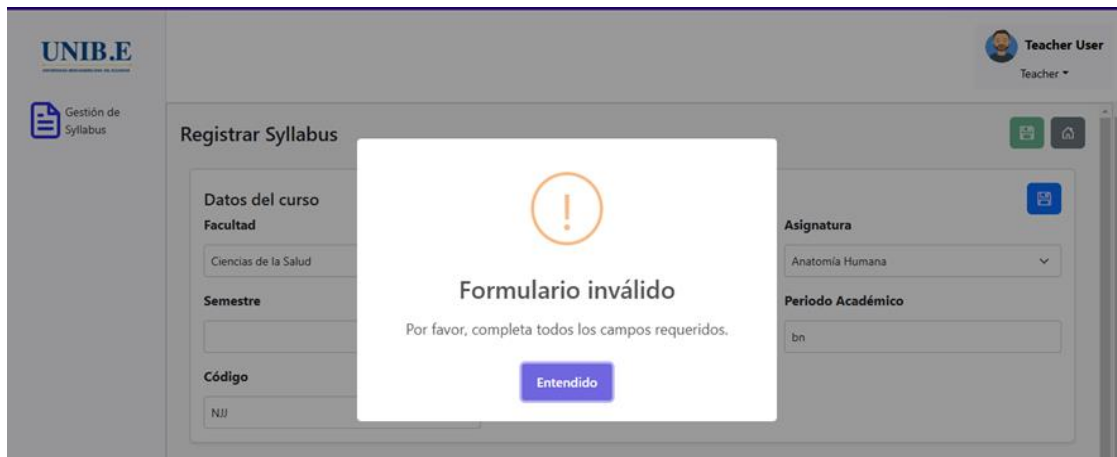 UNIB.E
Teacher User
Teacher
Gestión de
Syllabus
Registrar Syllabus
Datos del curso
Facultad
Asignatura
Ciencias de la Salud
Anatomía Humana
Semestre
Periodo Académico
bn
Código
NJJ
!
Formulario inválido
Por favor, completa todos los campos requeridos.
Entendido